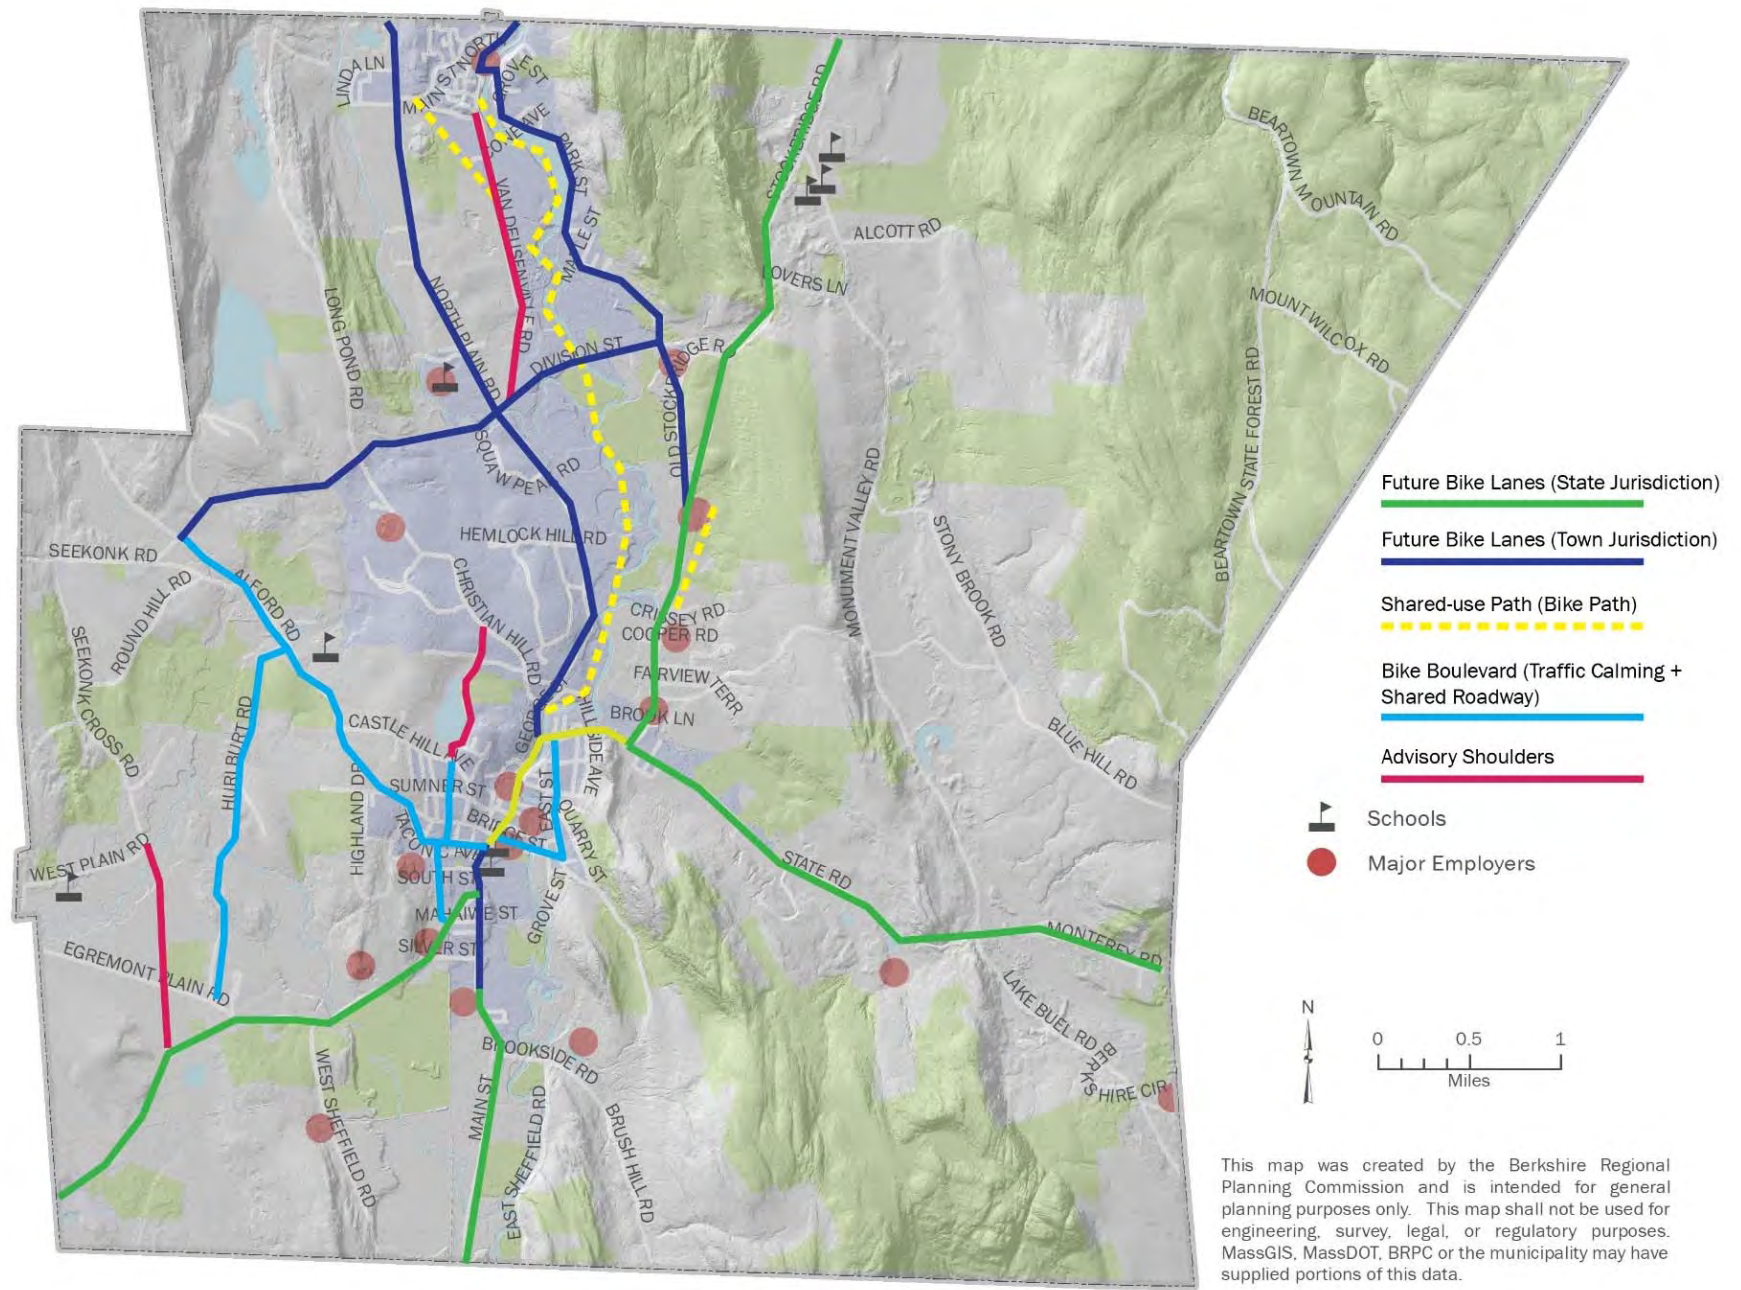 LINDA LN
MAIN ST
NORTH
PARK ST
VAN DEUSENVILLE RD
STOCKBRIDGE RD
ALCOTT RD
LOVERS LN
BEARTOWN MOUNTAIN RD
MOUNT WILCOX RD
LONG POND RD
NORTH PLAIN RD
DIVISION ST
OLD STOCKBRIDGE RD
SQUAW PEAK RD
HEMLOCK HILL RD
MONUMENT VALLEY RD
STONY BROOK RD
BEARTOWN STATE FOREST RD
SEEKONK RD
ROUND HILL RD
ALFORD RD
CHRISTIAN HILL RD
CRISSEY RD
COOPER RD
FAIRVIEW TERR
BROOK LN
BLUE HILL RD
SEEKONK CROSS RD
HURLBURT RD
CASTLE HILL AVE
HILLSIDE AVE
HIGHLAND DR
SUMNER ST
EAST ST
BRIDGE ST
QUARRY ST
TACONIC AVE
WEST PLAIN RD
SOUTH ST
STATE RD
MAHAIWE ST
GROVE ST
SILVER ST
MONTEREY RD
EGREMONT PLAIN RD
LAKE BUEL RD
BERKSHIRE CIR
BROOKSIDE RD
WEST SHEFFIELD RD
MAIN ST
EAST SHEFFIELD RD
BRUSH HILL RD
Future Bike Lanes (State Jurisdiction)
Future Bike Lanes (Town Jurisdiction)
Shared-use Path (Bike Path)
Bike Boulevard (Traffic Calming +
Shared Roadway)
Advisory Shoulders
Schools
Major Employers
N
0 0.5 1
Miles
This map was created by the Berkshire Regional
Planning Commission and is intended for general
planning purposes only. This map shall not be used for
engineering, survey, legal, or regulatory purposes.
MassGIS, MassDOT, BRPC or the municipality may have
supplied portions of this data.